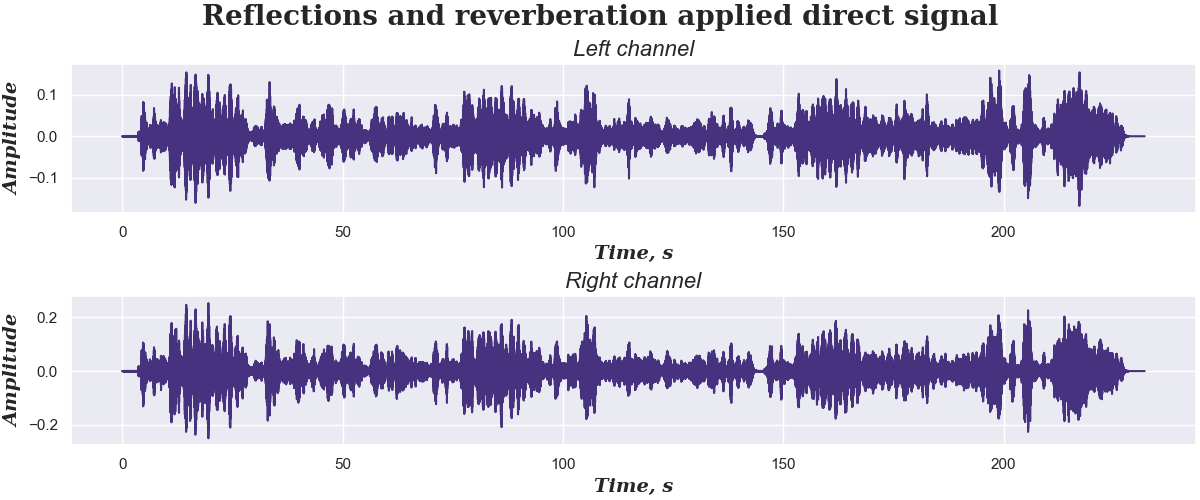 Reflections and reverberation applied direct signal
Left channel
Amplitude
0.1
0.0
−0.1
0 50 100 150 200
Time, s
Right channel
Amplitude
0.2
0.0
−0.2
0 50 100 150 200
Time, s